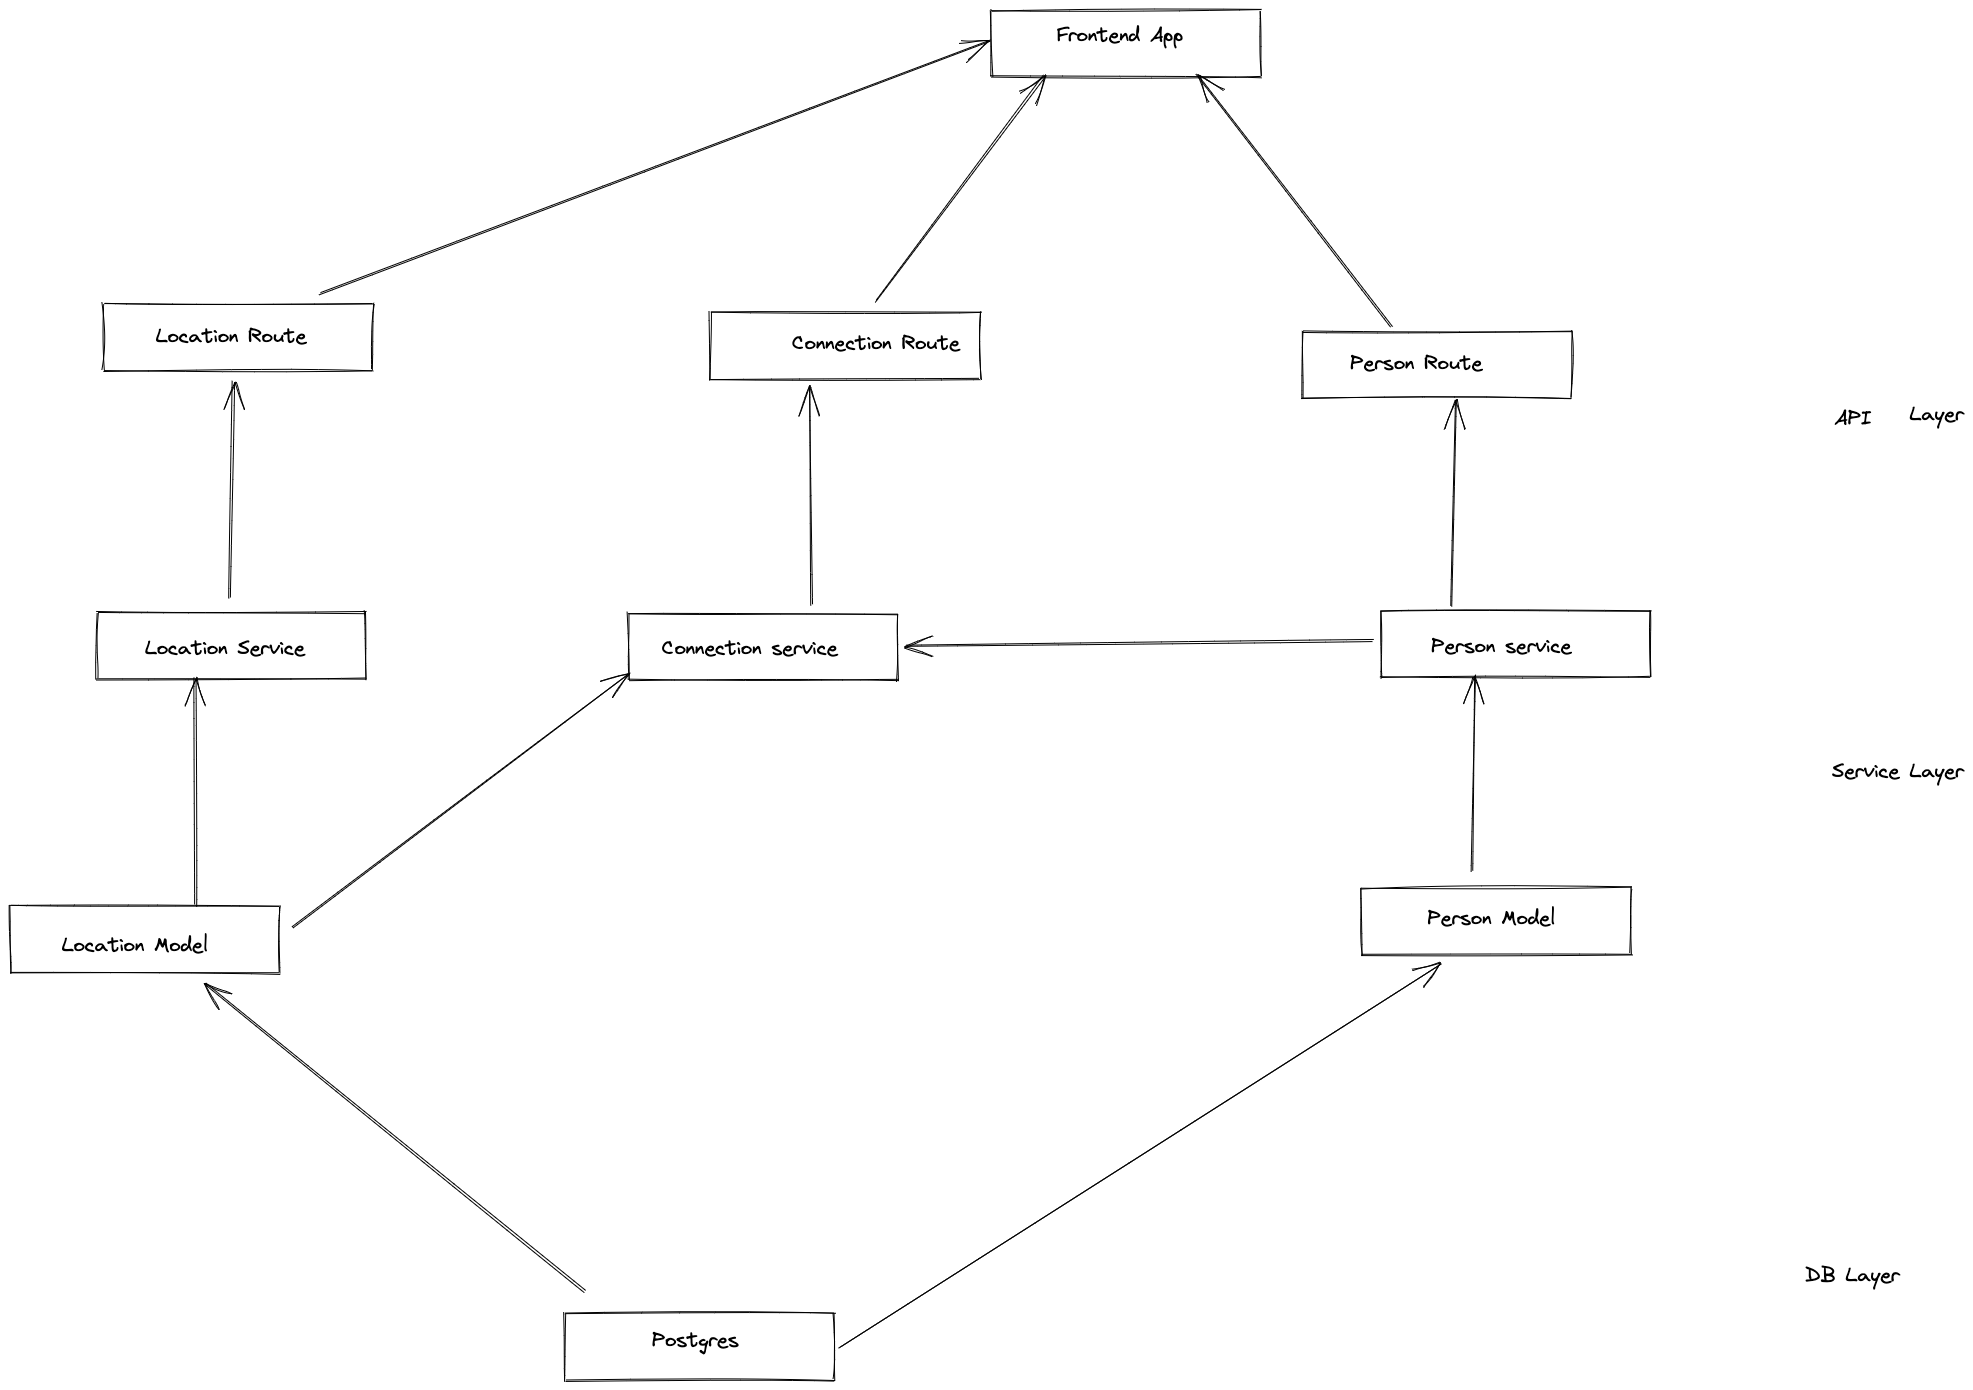 Frontend App
Location Route
Connection Route
Person Route
API Layer
Location Service
Connection service
Person service
Service Layer
Location Model
Person Model
DB Layer
Postgres